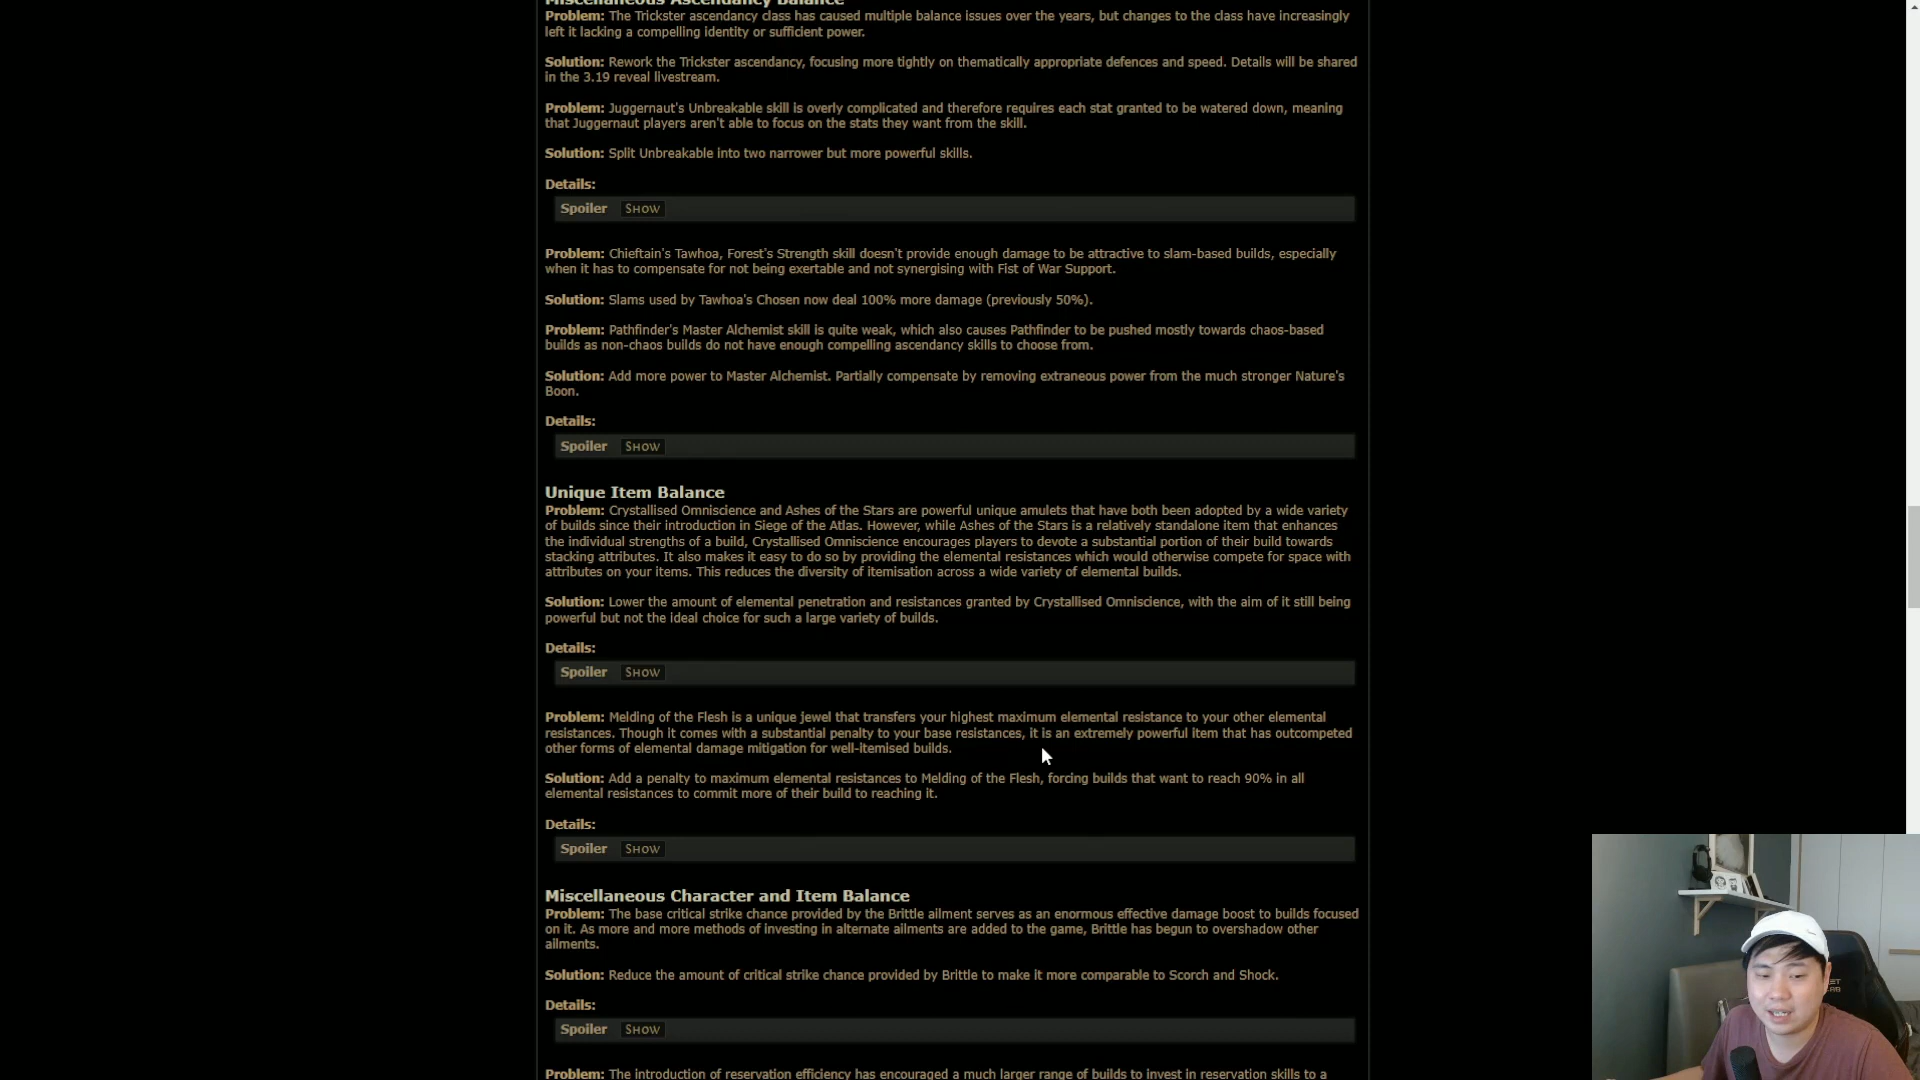 Miscellaneous Ascendancy Balance
Problem: The Trickster ascendancy class has caused multiple balance issues over the years, but changes to the class have increasingly
left it lacking a compelling identity or sufficient power.
Solution: Rework the Trickster ascendancy, focusing more tightly on thematically appropriate defences and speed. Details will be shared
in the 3.19 reveal livestream.
Problem: Juggernaut's Unbreakable skill is overly complicated and therefore requires each stat granted to be watered down, meaning
that Juggernaut players aren't able to focus on the stats they want from the skill.
Solution: Split Unbreakable into two narrower but more powerful skills.
Details:
Spoiler SHOW
Problem: Chieftain's Tawhoa, Forest's Strength skill doesn't provide enough damage to be attractive to slam-based builds, especially
when it has to compensate for not being exertable and not synergising with Fist of War Support.
Solution: Slams used by Tawhoa's Chosen now deal 100% more damage (previously 50%).
Problem: Pathfinder's Master Alchemist skill is quite weak, which also causes Pathfinder to be pushed mostly towards chaos-based
builds as non-chaos builds do not have enough compelling ascendancy skills to choose from.
Solution: Add more power to Master Alchemist. Partially compensate by removing extraneous power from the much stronger Nature's
Boon.
Details:
Spoiler SHOW
Unique Item Balance
Problem: Crystallised Omniscience and Ashes of the Stars are powerful unique amulets that have both been adopted by a wide variety
of builds since their introduction in Siege of the Atlas. However, while Ashes of the Stars is a relatively standalone item that enhances
the individual strengths of a build, Crystallised Omniscience encourages players to devote a substantial portion of their build towards
stacking attributes. It also makes it easy to do so by providing the elemental resistances which would otherwise compete for space with
attributes on your items. This reduces the diversity of itemisation across a wide variety of elemental builds.
Solution: Lower the amount of elemental penetration and resistances granted by Crystallised Omniscience, with the aim of it still being
powerful but not the ideal choice for such a large variety of builds.
Details:
Spoiler SHOW
Problem: Melding of the Flesh is a unique jewel that transfers your highest maximum elemental resistance to your other elemental
resistances. Though it comes with a substantial penalty to your base resistances, it is an extremely powerful item that has outcompeted
other forms of elemental damage mitigation for well-itemised builds.
Solution: Add a penalty to maximum elemental resistances to Melding of the Flesh, forcing builds that want to reach 90% in all
elemental resistances to commit more of their build to reaching it.
Details:
Spoiler SHOW
Miscellaneous Character and Item Balance
Problem: The base critical strike chance provided by the Brittle ailment serves as an enormous effective damage boost to builds focused
on it. As more and more methods of investing in alternate ailments are added to the game, Brittle has begun to overshadow other
ailments.
Solution: Reduce the amount of critical strike chance provided by Brittle to make it more comparable to Scorch and Shock.
Details:
Spoiler SHOW
Problem: The introduction of reservation efficiency has encouraged a much larger range of builds to invest in reservation skills to a